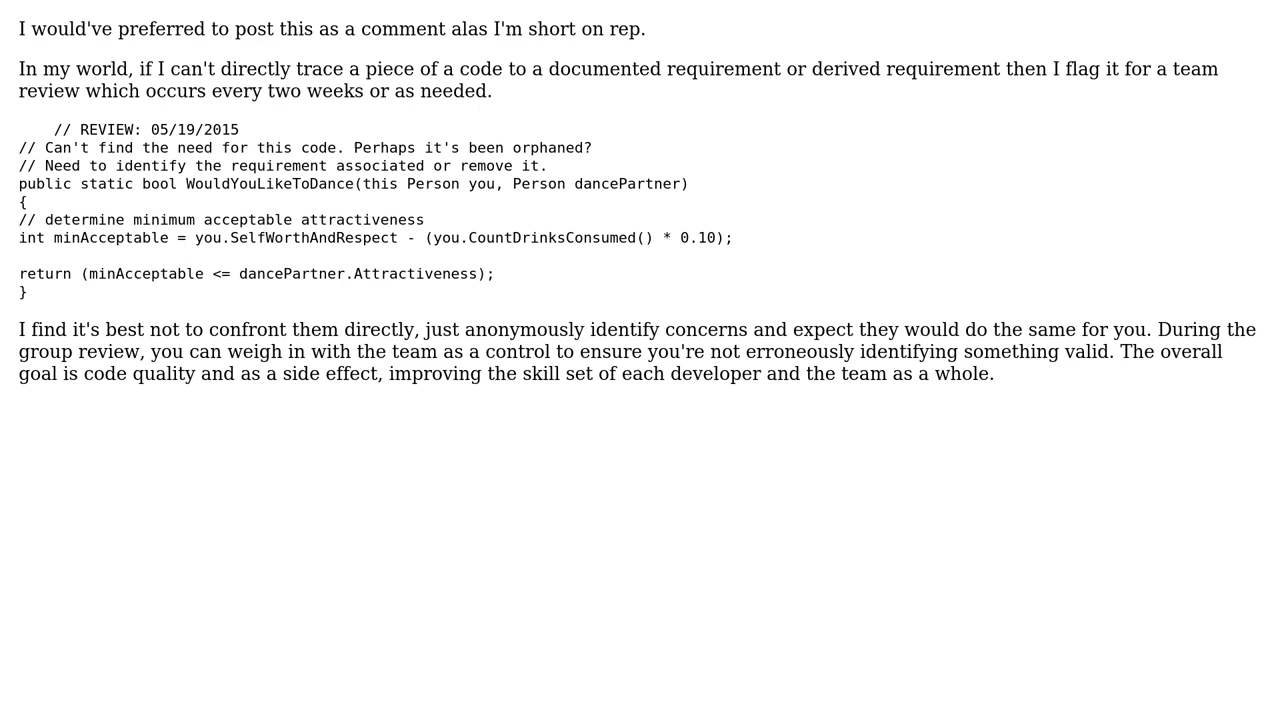 I would've preferred to post this as a comment alas I'm short on rep.
In my world, if I can't directly trace a piece of a code to a documented requirement or derived requirement then I flag it for a team
review which occurs every two weeks or as needed.
    // REVIEW: 05/19/2015
// Can't find the need for this code. Perhaps it's been orphaned?
// Need to identify the requirement associated or remove it.
public static bool WouldYouLikeToDance(this Person you, Person dancePartner)
{
// determine minimum acceptable attractiveness
int minAcceptable = you.SelfWorthAndRespect - (you.CountDrinksConsumed() * 0.10);

return (minAcceptable <= dancePartner.Attractiveness);
}
I find it's best not to confront them directly, just anonymously identify concerns and expect they would do the same for you. During the
group review, you can weigh in with the team as a control to ensure you're not erroneously identifying something valid. The overall
goal is code quality and as a side effect, improving the skill set of each developer and the team as a whole.